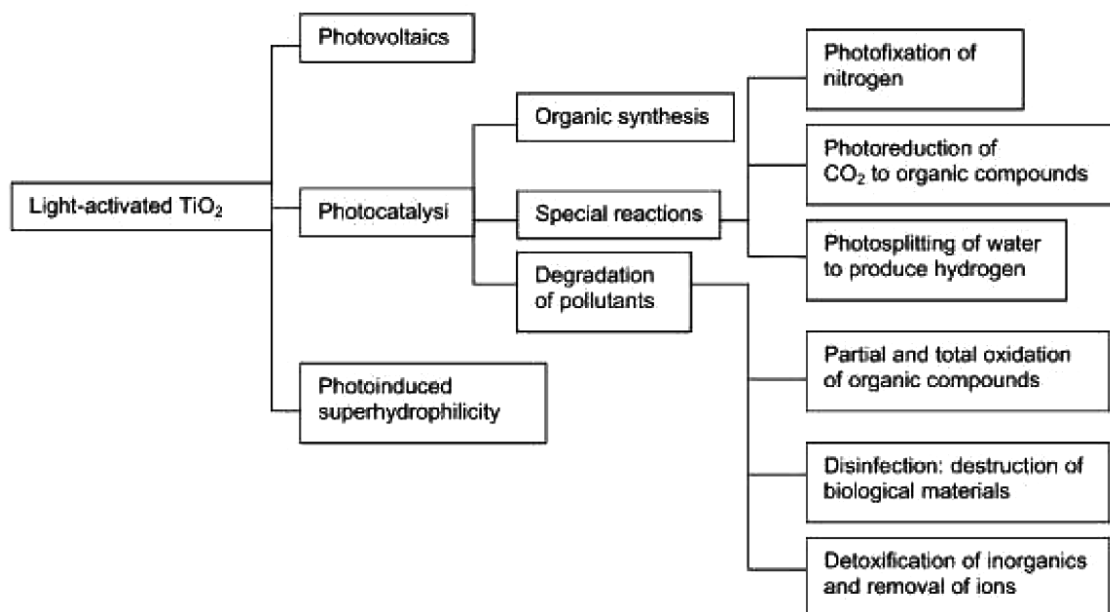 Light-activated TiO₂
Photovoltaics
Photocatalysi
Photoinduced
superhydrophilicity
Organic synthesis
Special reactions
Degradation
of pollutants
Photofixation of
nitrogen
Photoreduction of
CO₂ to organic compounds
Photosplitting of water
to produce hydrogen
Partial and total oxidation
of organic compounds
Disinfection: destruction of
biological materials
Detoxification of inorganics
and removal of ions